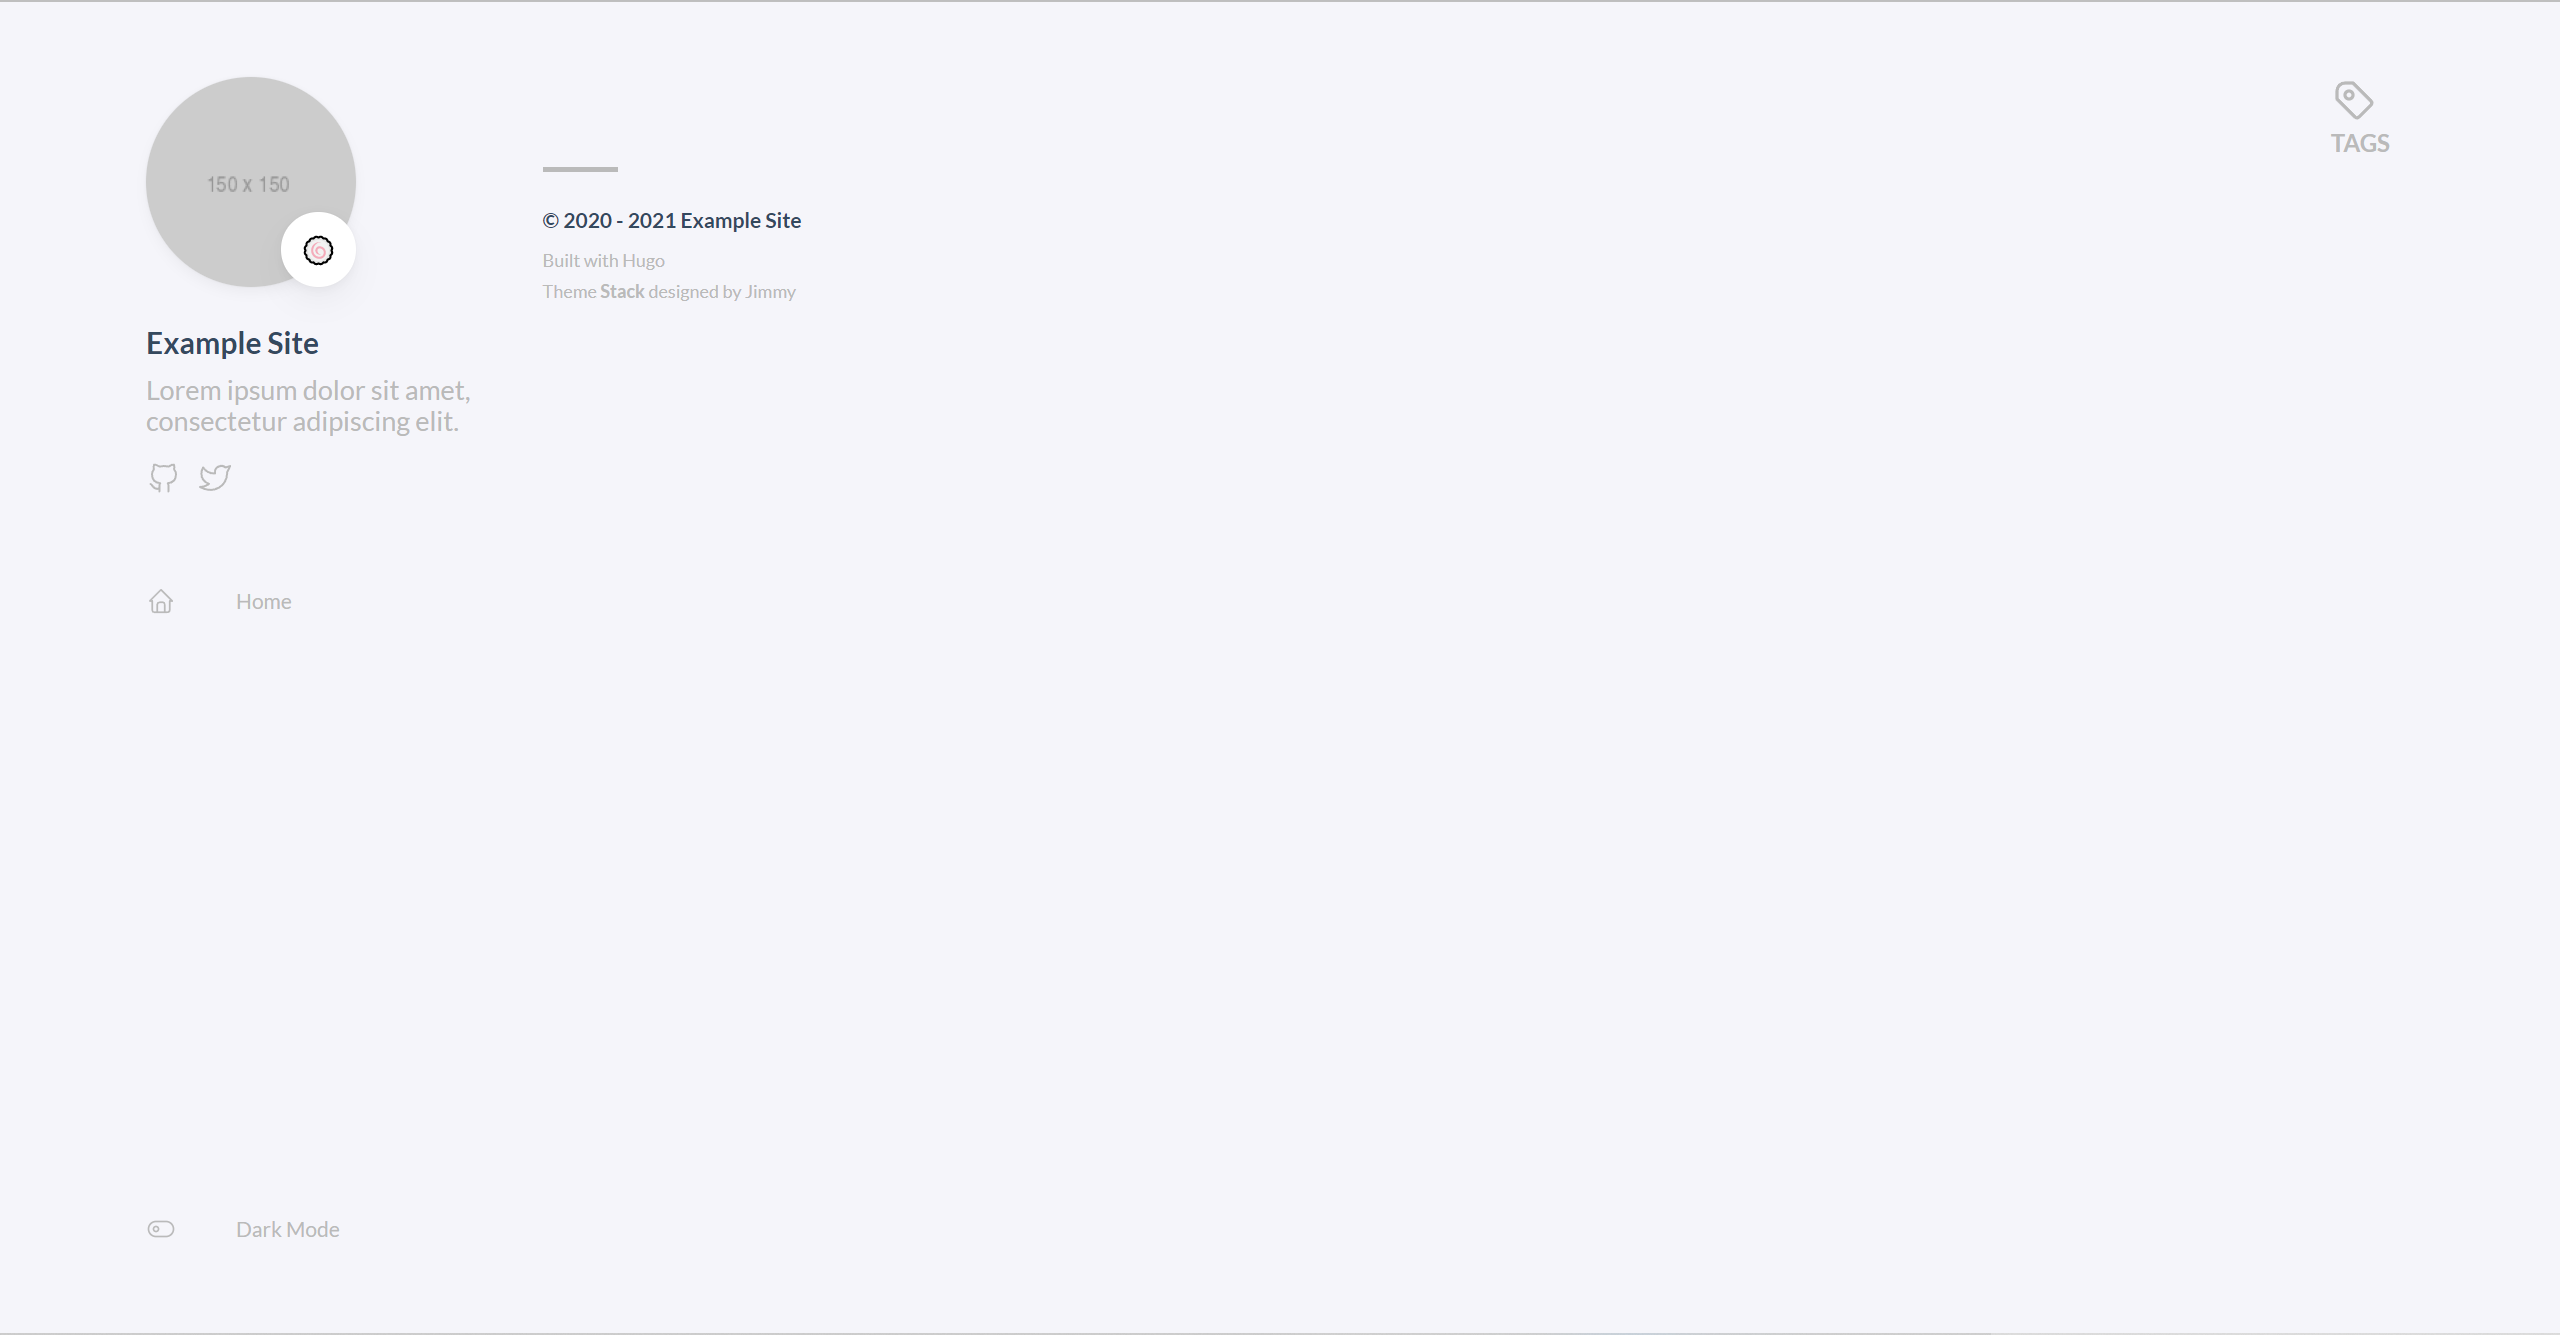 150 x 150
Example Site
Lorem ipsum dolor sit amet,
consectetur adipiscing elit.
Home
Dark Mode
© 2020 - 2021 Example Site
Built with Hugo
Theme Stack designed by Jimmy
TAGS